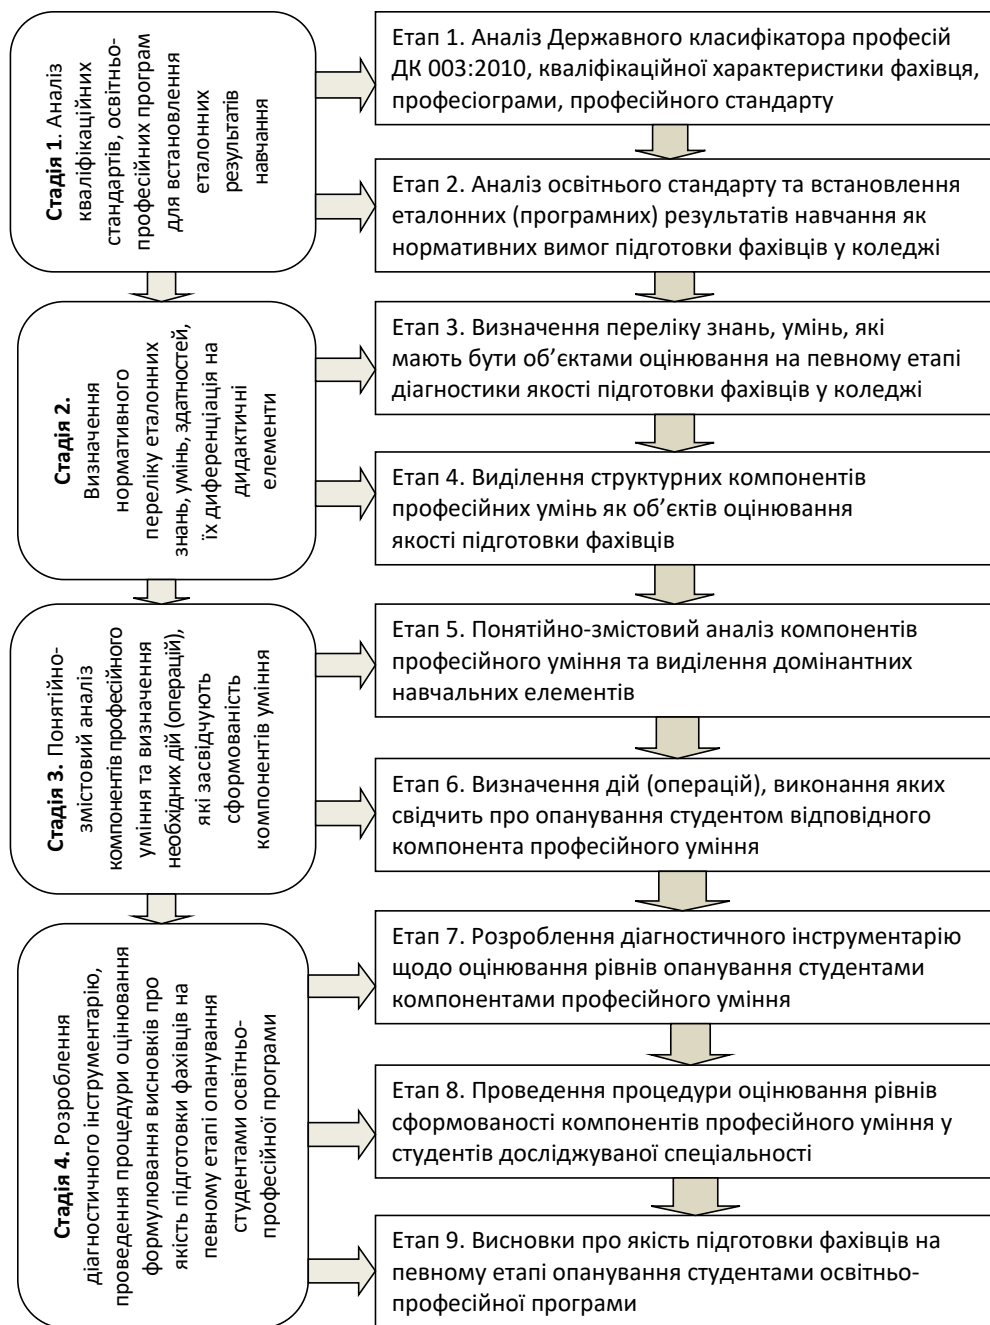 Стадія 1. Аналіз
кваліфікаційних
стандартів, освітньо-
професійних програм
для встановлення
еталонних
результатів
навчання
Етап 1. Аналіз Державного класифікатора професій
ДК 003:2010, кваліфікаційної характеристики фахівця,
професіограми, професійного стандарту
Етап 2. Аналіз освітнього стандарту та встановлення
еталонних (програмних) результатів навчання як
нормативних вимог підготовки фахівців у коледжі
Стадія 2.
Визначення
нормативного
переліку еталонних
знань, умінь, здатностей,
їх диференціація на
дидактичні
елементи
Етап 3. Визначення переліку знань, умінь, які
мають бути об’єктами оцінювання на певному етапі
діагностики якості підготовки фахівців у коледжі
Етап 4. Виділення структурних компонентів
професійних умінь як об’єктів оцінювання
якості підготовки фахівців
Стадія 3. Понятійно-
змістовий аналіз
компонентів професійного
уміння та визначення
необхідних дій (операцій),
які засвідчують
сформованість
компонентів уміння
Етап 5. Понятійно-змістовий аналіз компонентів
професійного уміння та виділення домінантних
навчальних елементів
Етап 6. Визначення дій (операцій), виконання яких
свідчить про опанування студентом відповідного
компонента професійного уміння
Стадія 4. Розроблення
діагностичного інструментарію,
проведення процедури оцінювання
формулювання висновків про
якість підготовки фахівців на
певному етапі опанування
студентами освітньо-
професійної програми
Етап 7. Розроблення діагностичного інструментарію
щодо оцінювання рівнів опанування студентами
компонентами професійного уміння
Етап 8. Проведення процедури оцінювання рівнів
сформованості компонентів професійного уміння у
студентів досліджуваної спеціальності
Етап 9. Висновки про якість підготовки фахівців на
певному етапі опанування студентами освітньо-
професійної програми